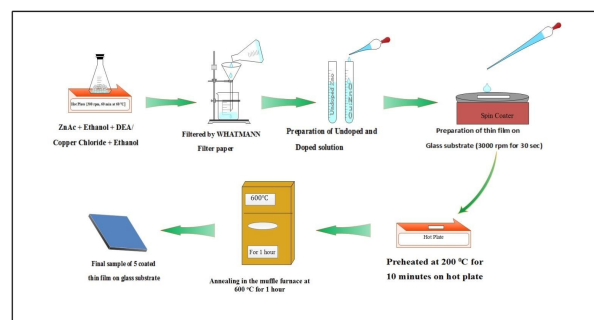 Hot Plate [700 rpm, 60 min at 60 °C]
ZnAc + Ethanol + DEA/
Copper Chloride + Ethanol
Filtered by WHATMANN
Filter paper
Undoped Zno
Preparation of Undoped and
Doped solution
Spin Coater
Preparation of thin film on
Glass substrate (3000 rpm for 30 sec)
Hot Plate
Preheated at 200 ⁰C for
10 minutes on hot plate
600°C
For 1 hour
Annealing in the muffle furnace at
600 °C for 1 hour
Final sample of 5 coated
thin film on glass substrate